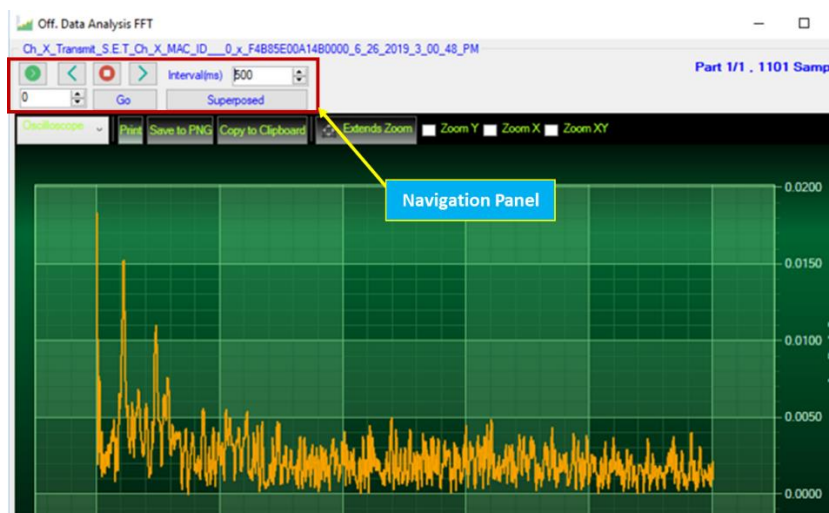 Off. Data Analysis FFT
Ch_X_Transmit_S.E.T_Ch_X_MAC_ID___0_x_F4B85E00A14B0000_6_26_2019_3_00_48_PM
Part 1/1 , 1101 Samp
Interval(ms) 500
0 Go Superposed
Oscilloscope Print Save to PNG Copy to Clipboard Extends Zoom Zoom Y Zoom X Zoom XY
Navigation Panel
0.0200
0.0150
0.0100
0.0050
0.0000